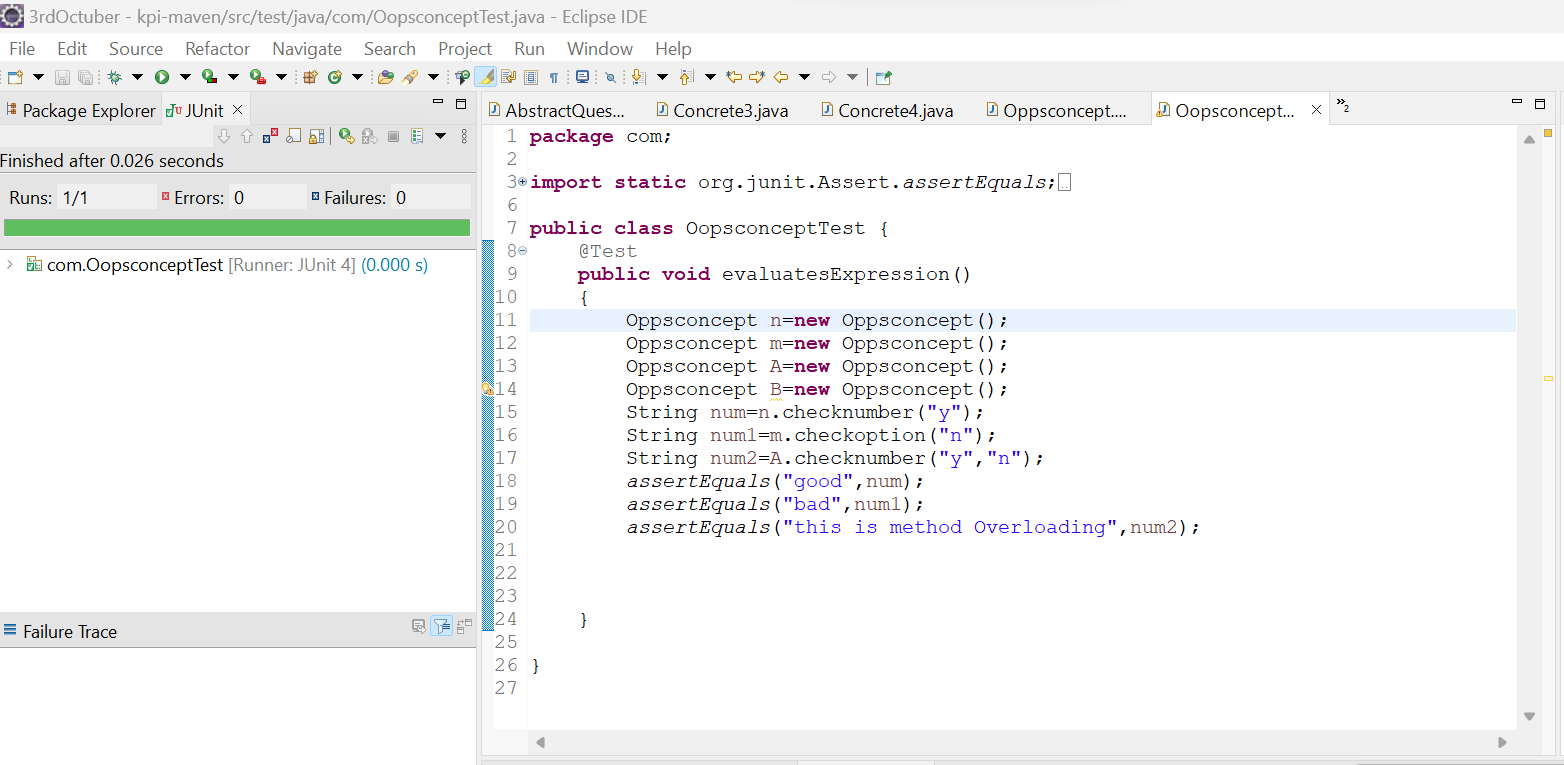 3rdOctuber - kpi-maven/src/test/java/com/OopsconceptTest.java - Eclipse IDE
File Edit Source Refactor Navigate Search Project Run Window Help
Package Explorer JUnit
Finished after 0.026 seconds
Runs: 1/1 Errors: 0 Failures: 0
com.OopsconceptTest [Runner: JUnit 4] (0.000 s)
Failure Trace
AbstractQues... Concrete3.java Concrete4.java Oppsconcept.... Oopsconcept... 2
1 package com;
2
3 import static org.junit.Assert.assertEquals;
6
7 public class OopsconceptTest {
8 @Test
9 public void evaluatesExpression()
10 {
11 Oppsconcept n=new Oppsconcept();
12 Oppsconcept m=new Oppsconcept();
13 Oppsconcept A=new Oppsconcept();
14 Oppsconcept B=new Oppsconcept();
15 String num=n.checknumber("y");
16 String num1=m.checkoption("n");
17 String num2=A.checknumber("y","n");
18 assertEquals("good",num);
19 assertEquals("bad",num1);
20 assertEquals("this is method Overloading",num2);
21
22
23
24 }
25
26 }
27